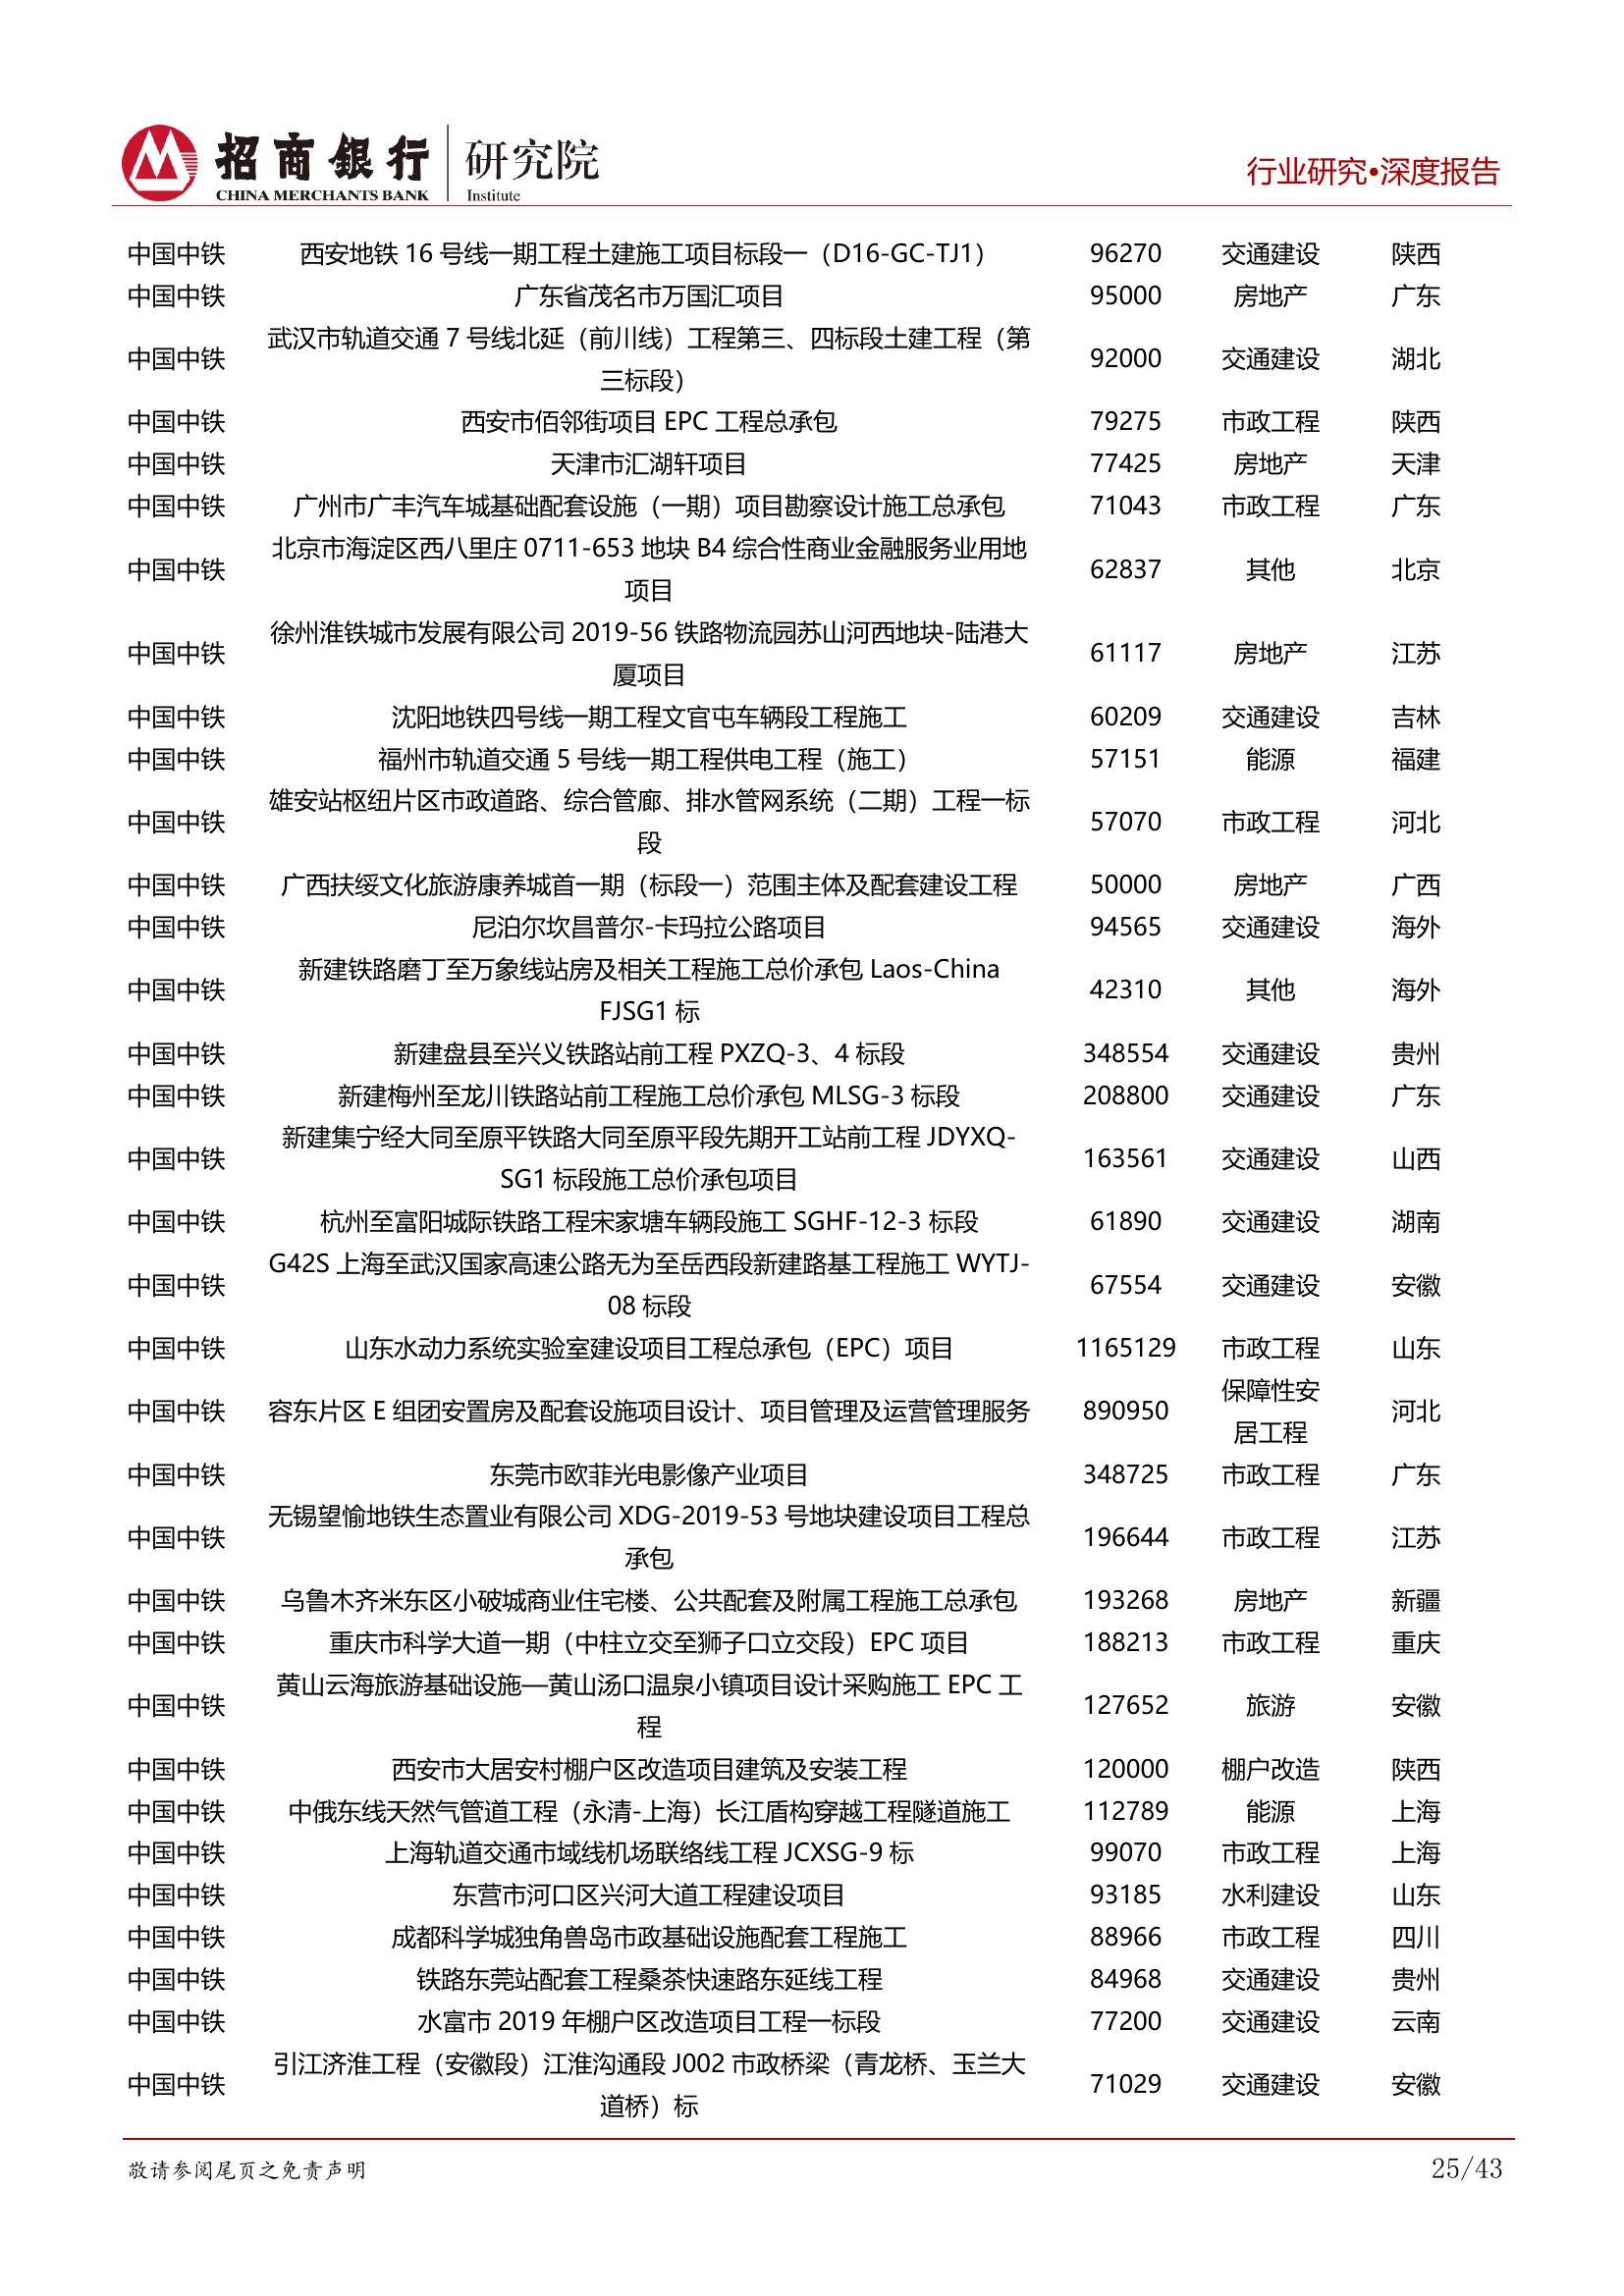 招商银行 研究院
CHINA MERCHANTS BANK Institute
行业研究•深度报告
中国中铁 西安地铁 16 号线一期工程土建施工项目标段一（D16-GC-TJ1） 96270 交通建设 陕西
中国中铁 广东省茂名市万国汇项目 95000 房地产 广东
武汉市轨道交通 7 号线北延（前川线）工程第三、四标段土建工程（第
中国中铁 92000 交通建设 湖北
三标段）
中国中铁 西安市佰邻街项目 EPC 工程总承包 79275 市政工程 陕西
中国中铁 天津市汇湖轩项目 77425 房地产 天津
中国中铁 广州市广丰汽车城基础配套设施（一期）项目勘察设计施工总承包 71043 市政工程 广东
北京市海淀区西八里庄 0711-653 地块 B4 综合性商业金融服务业用地
中国中铁 62837 其他 北京
项目
徐州淮铁城市发展有限公司 2019-56 铁路物流园苏山河西地块-陆港大
中国中铁 61117 房地产 江苏
厦项目
中国中铁 沈阳地铁四号线一期工程文官屯车辆段工程施工 60209 交通建设 吉林
中国中铁 福州市轨道交通 5 号线一期工程供电工程（施工） 57151 能源 福建
雄安站枢纽片区市政道路、综合管廊、排水管网系统（二期）工程一标
中国中铁 57070 市政工程 河北
段
中国中铁 广西扶绥文化旅游康养城首一期（标段一）范围主体及配套建设工程 50000 房地产 广西
中国中铁 尼泊尔坎昌普尔-卡玛拉公路项目 94565 交通建设 海外
新建铁路磨丁至万象线站房及相关工程施工总价承包 Laos-China
中国中铁 42310 其他 海外
FJSG1 标
中国中铁 新建盘县至兴义铁路站前工程 PXZQ-3、4 标段 348554 交通建设 贵州
中国中铁 新建梅州至龙川铁路站前工程施工总价承包 MLSG-3 标段 208800 交通建设 广东
新建集宁经大同至原平铁路大同至原平段先期开工站前工程 JDYXQ-
中国中铁 163561 交通建设 山西
SG1 标段施工总价承包项目
中国中铁 杭州至富阳城际铁路工程宋家塘车辆段施工 SGHF-12-3 标段 61890 交通建设 湖南
G42S 上海至武汉国家高速公路无为至岳西段新建路基工程施工 WYTJ-
中国中铁 67554 交通建设 安徽
08 标段
中国中铁 山东水动力系统实验室建设项目工程总承包（EPC）项目 1165129 市政工程 山东
保障性安
中国中铁 容东片区 E 组团安置房及配套设施项目设计、项目管理及运营管理服务 890950 河北
居工程
中国中铁 东莞市欧菲光电影像产业项目 348725 市政工程 广东
无锡望愉地铁生态置业有限公司 XDG-2019-53 号地块建设项目工程总
中国中铁 196644 市政工程 江苏
承包
中国中铁 乌鲁木齐米东区小破城商业住宅楼、公共配套及附属工程施工总承包 193268 房地产 新疆
中国中铁 重庆市科学大道一期（中柱立交至狮子口立交段）EPC 项目 188213 市政工程 重庆
黄山云海旅游基础设施—黄山汤口温泉小镇项目设计采购施工 EPC 工
中国中铁 127652 旅游 安徽
程
中国中铁 西安市大居安村棚户区改造项目建筑及安装工程 120000 棚户改造 陕西
中国中铁 中俄东线天然气管道工程（永清-上海）长江盾构穿越工程隧道施工 112789 能源 上海
中国中铁 上海轨道交通市域线机场联络线工程 JCXSG-9 标 99070 市政工程 上海
中国中铁 东营市河口区兴河大道工程建设项目 93185 水利建设 山东
中国中铁 成都科学城独角兽岛市政基础设施配套工程施工 88966 市政工程 四川
中国中铁 铁路东莞站配套工程桑茶快速路东延线工程 84968 交通建设 贵州
中国中铁 水富市 2019 年棚户区改造项目工程一标段 77200 交通建设 云南
引江济淮工程（安徽段）江淮沟通段 J002 市政桥梁（青龙桥、玉兰大
中国中铁 71029 交通建设 安徽
道桥）标
敬请参阅尾页之免责声明 25/43